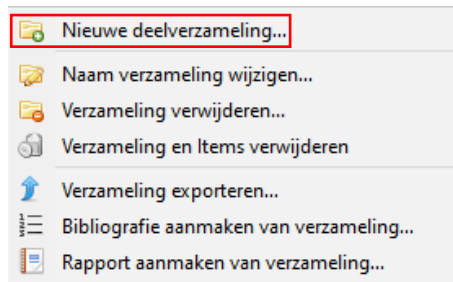 Nieuwe deelverzameling...
Naam verzameling wijzigen...
Verzameling verwijderen...
Verzameling en Items verwijderen
Verzameling exporteren...
Bibliografie aanmaken van verzameling...
Rapport aanmaken van verzameling...